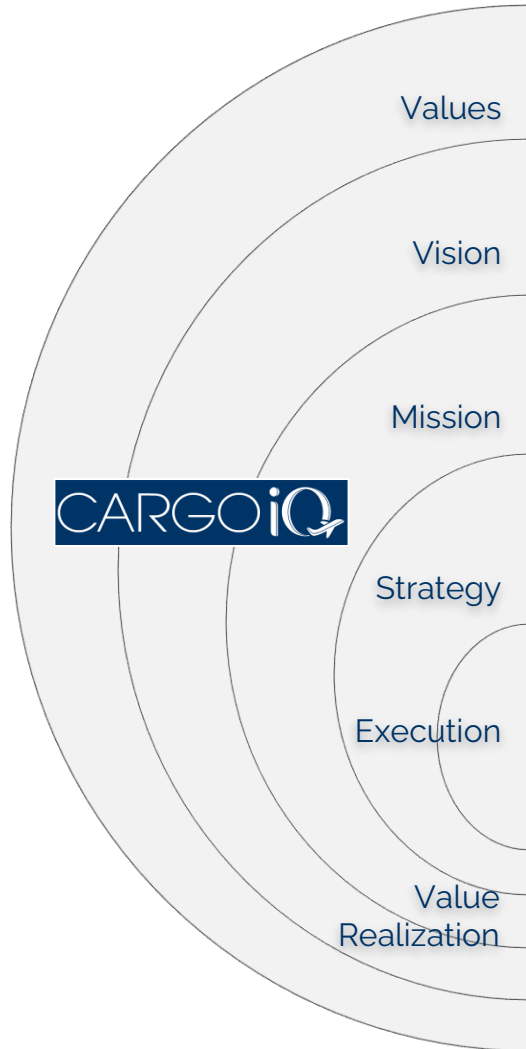 Values
Vision
Mission
CARGO iQ
Strategy
Execution
Value
Realization